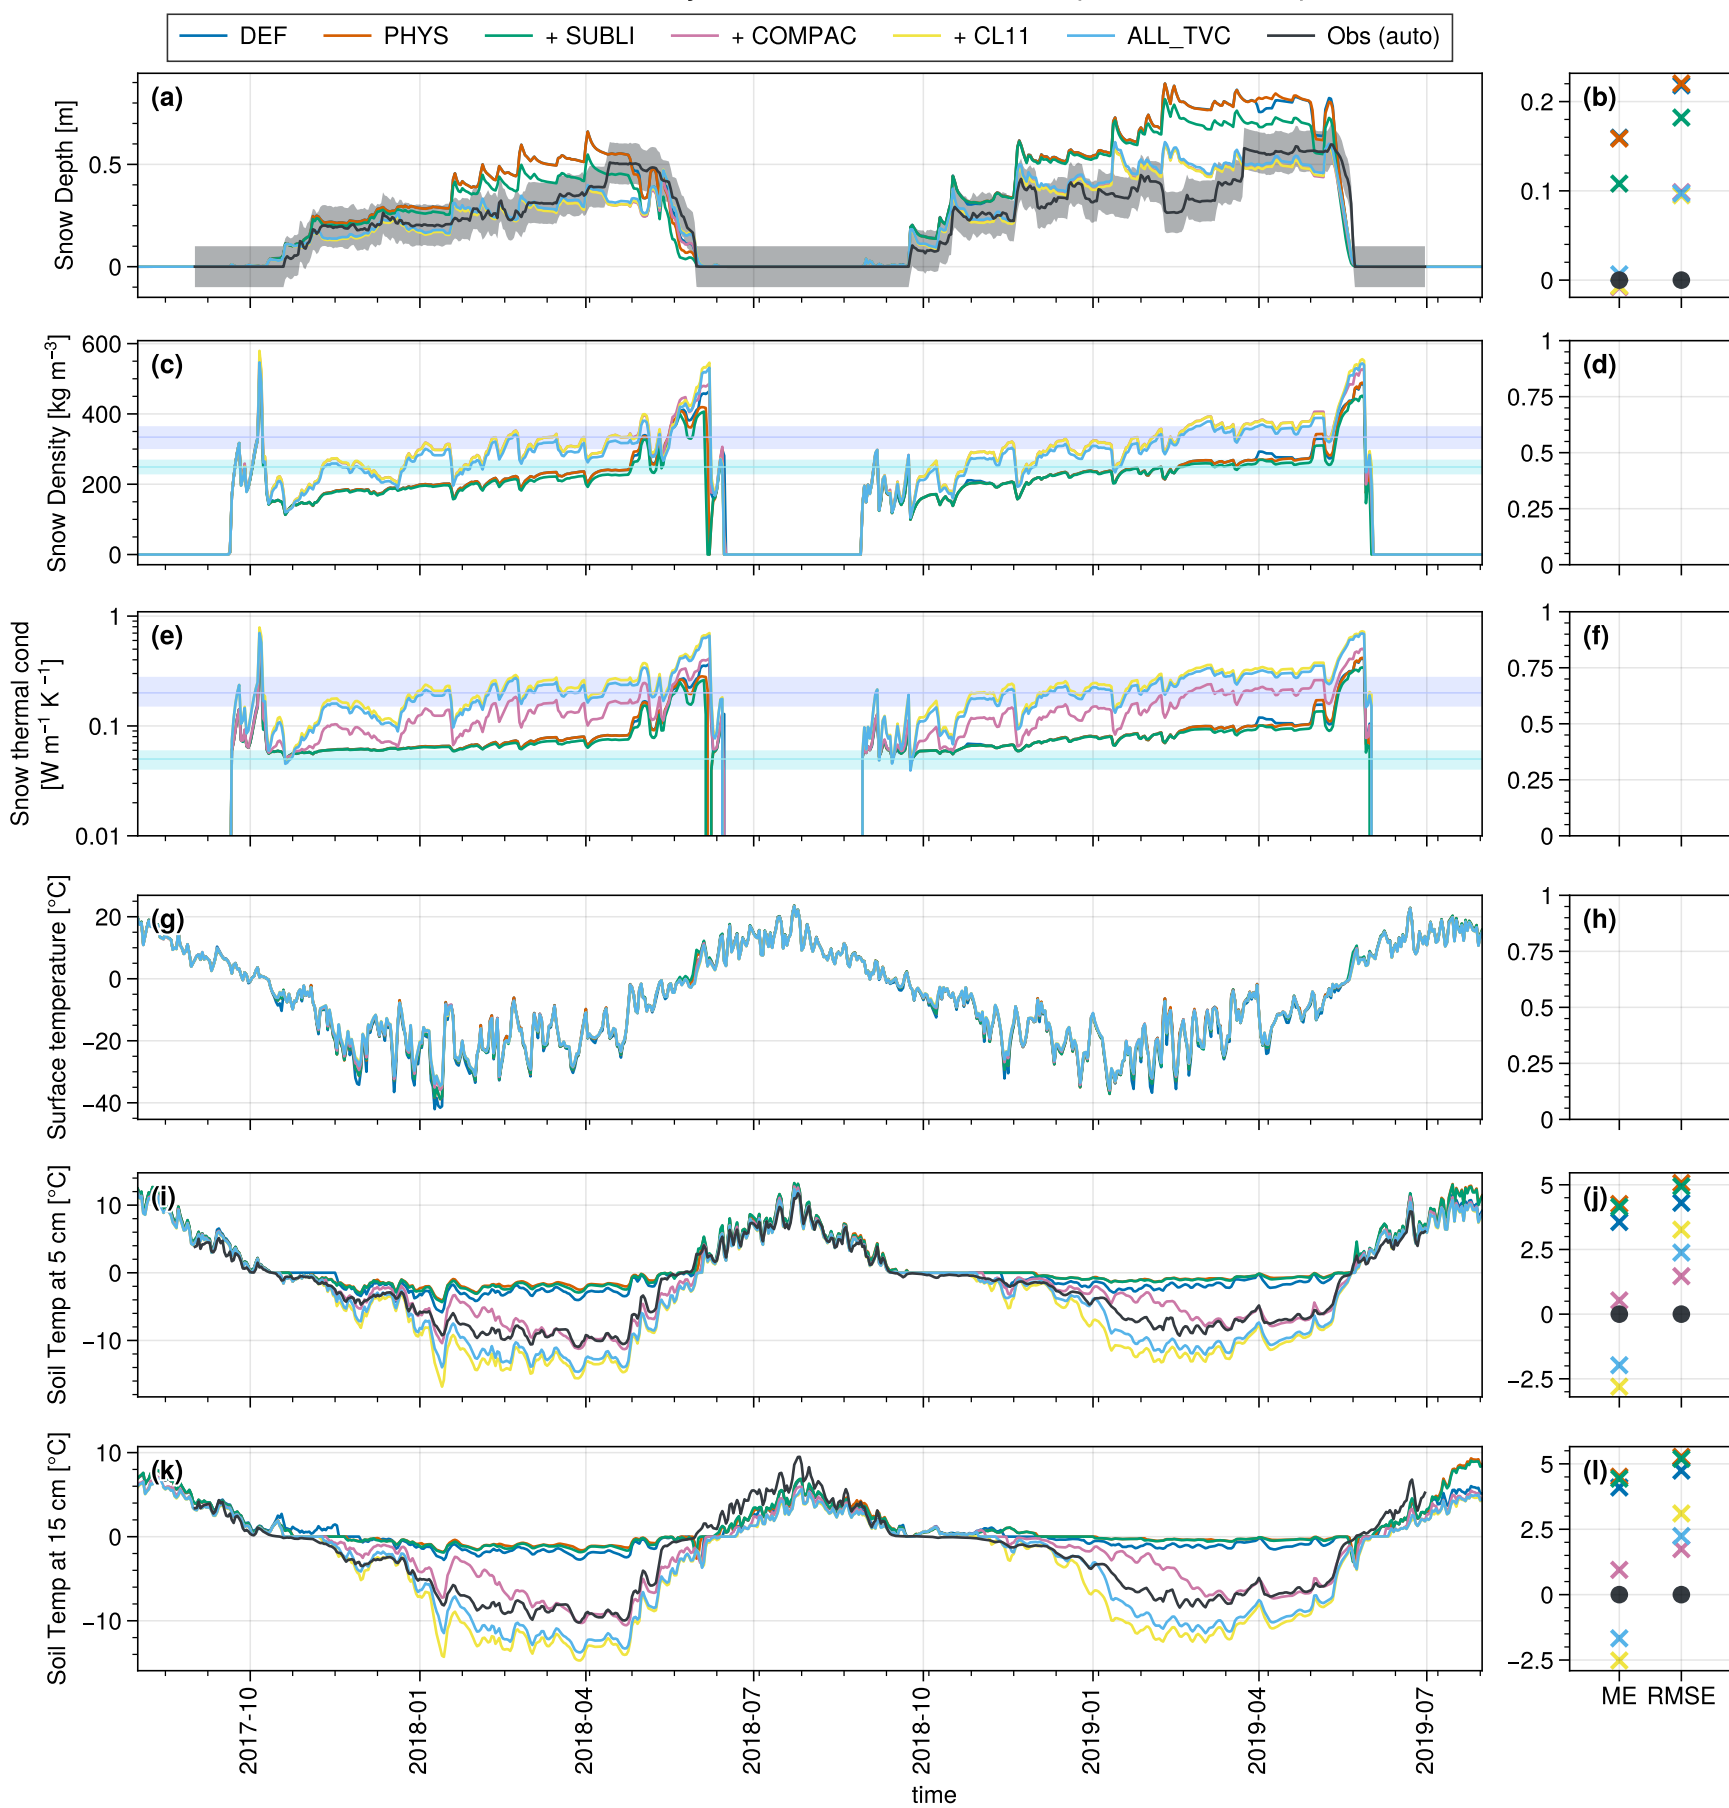 DEF PHYS + SUBLI + COMPAC + CL11 ALL_TVC Obs (auto)
(a)
Snow Depth [m]
0.5
0
(b)
0.2
0.1
0
(c)
Snow Density [kg m⁻³]
600
400
200
0
(d)
1
0.75
0.5
0.25
0
(e)
Snow thermal cond
[W m⁻¹ K⁻¹]
1
0.1
0.01
(f)
1
0.75
0.5
0.25
0
(g)
Surface temperature [°C]
20
0
−20
−40
(h)
1
0.75
0.5
0.25
0
(i)
Soil Temp at 5 cm [°C]
10
0
−10
(j)
5
2.5
0
−2.5
(k)
Soil Temp at 15 cm [°C]
10
0
−10
(l)
5
2.5
0
−2.5
ME RMSE
2017-10 2018-01 2018-04 2018-07 2018-10 2019-01 2019-04 2019-07
time